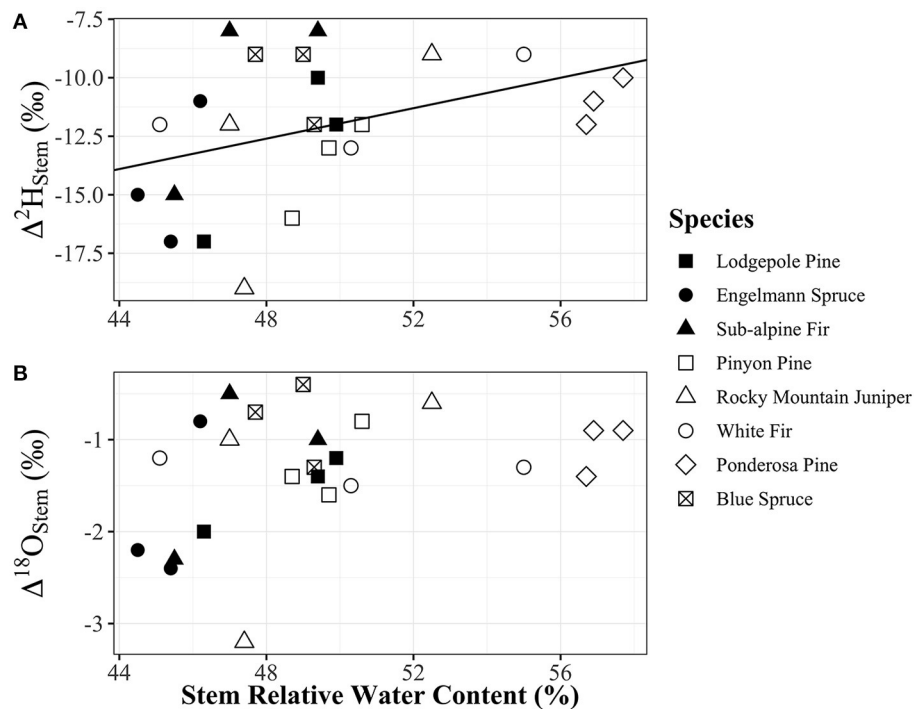 A
-7.5
-10.0
-12.5
-15.0
-17.5
Δ²H_Stem (‰)
44 48 52 56
B
-1
-2
-3
Δ¹⁸O_Stem (‰)
44 48 52 56
Stem Relative Water Content (%)
Species
Lodgepole Pine
Engelmann Spruce
Sub-alpine Fir
Pinyon Pine
Rocky Mountain Juniper
White Fir
Ponderosa Pine
Blue Spruce